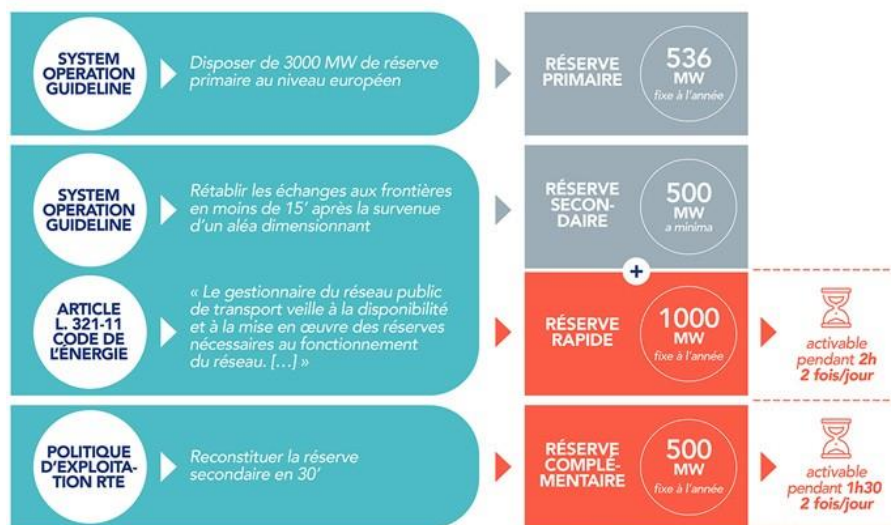 SYSTEM
OPERATION
GUIDELINE
Disposer de 3000 MW de réserve
primaire au niveau européen
RÉSERVE
PRIMAIRE
536
MW
fixe à l'année
SYSTEM
OPERATION
GUIDELINE
Rétablir les échanges aux frontières
en moins de 15' après la survenue
d'un aléa dimensionnant
RÉSERVE
SECON-
DAIRE
500
MW
a minima
+
ARTICLE
L. 321-11
CODE DE
L'ÉNERGIE
« Le gestionnaire du réseau public
de transport veille à la disponibilité
et à la mise en œuvre des réserves
nécessaires au fonctionnement
du réseau. [...] »
RÉSERVE
RAPIDE
1000
MW
fixe à l'année
activable
pendant 2h
2 fois/jour
POLITIQUE
D'EXPLOITA-
TION RTE
Reconstituer la réserve
secondaire en 30'
RÉSERVE
COMPLÉ-
MENTAIRE
500
MW
fixe à l'année
activable
pendant 1h30
2 fois/jour